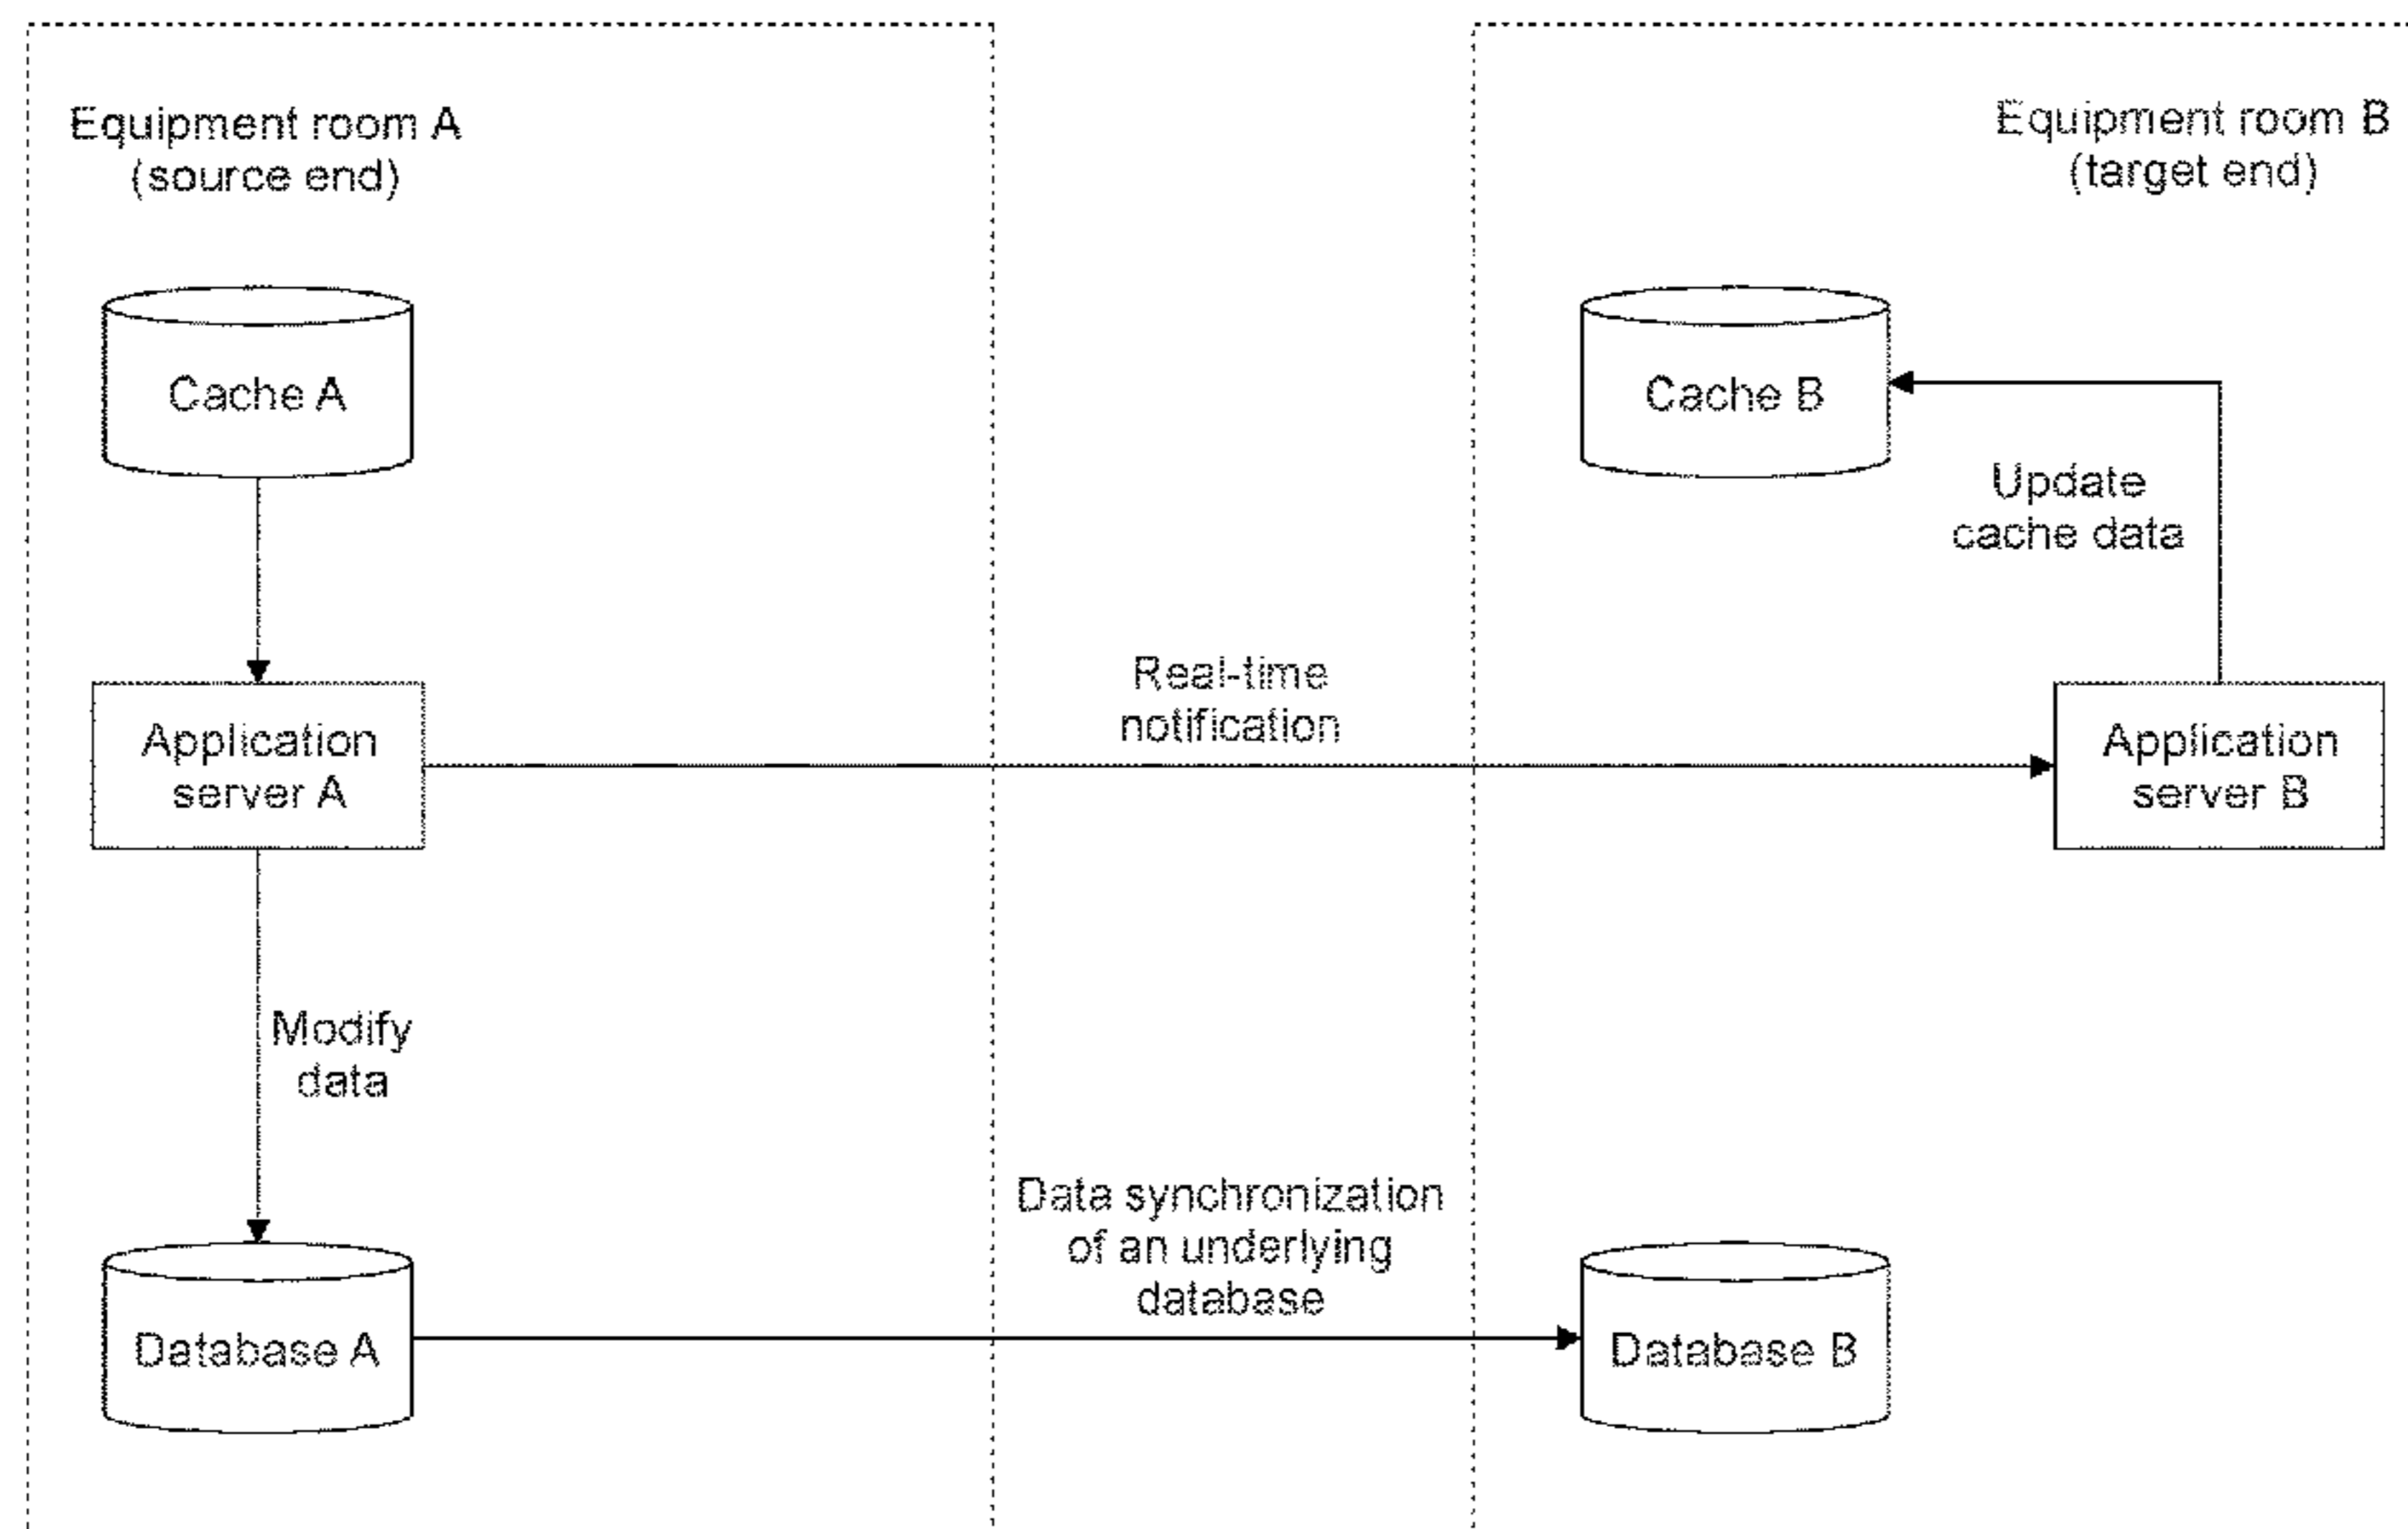 Equipment room A
(source end)
Equipment room B
(target end)
Cache A
Cache B
Update
cache data
Real-time
notification
Application
server A
Application
server B
Modify
data
Data synchronization
of an underlying
database
Database A
Database B